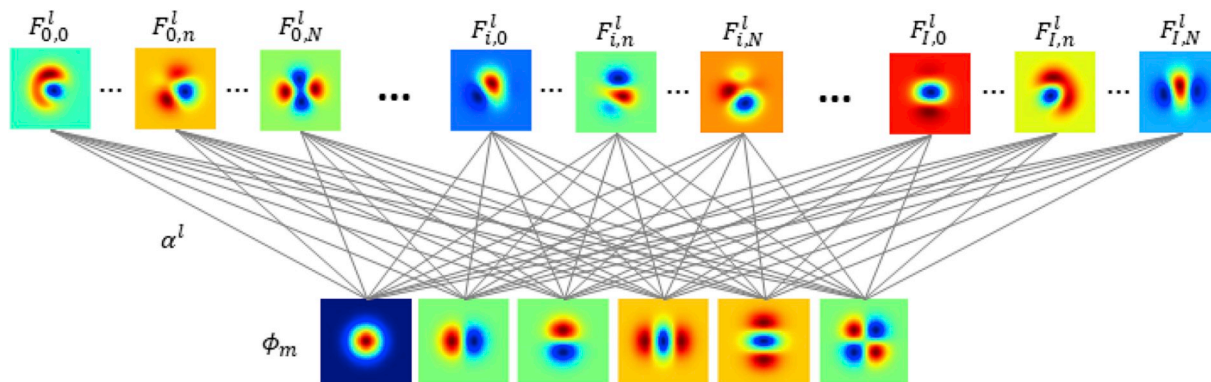 F^l_{0,0} F^l_{0,n} F^l_{0,N} F^l_{i,0} F^l_{i,n} F^l_{i,N} F^l_{I,0} F^l_{I,n} F^l_{I,N}
... ... ... ... ... ... ... ...
α^l
ϕ_m